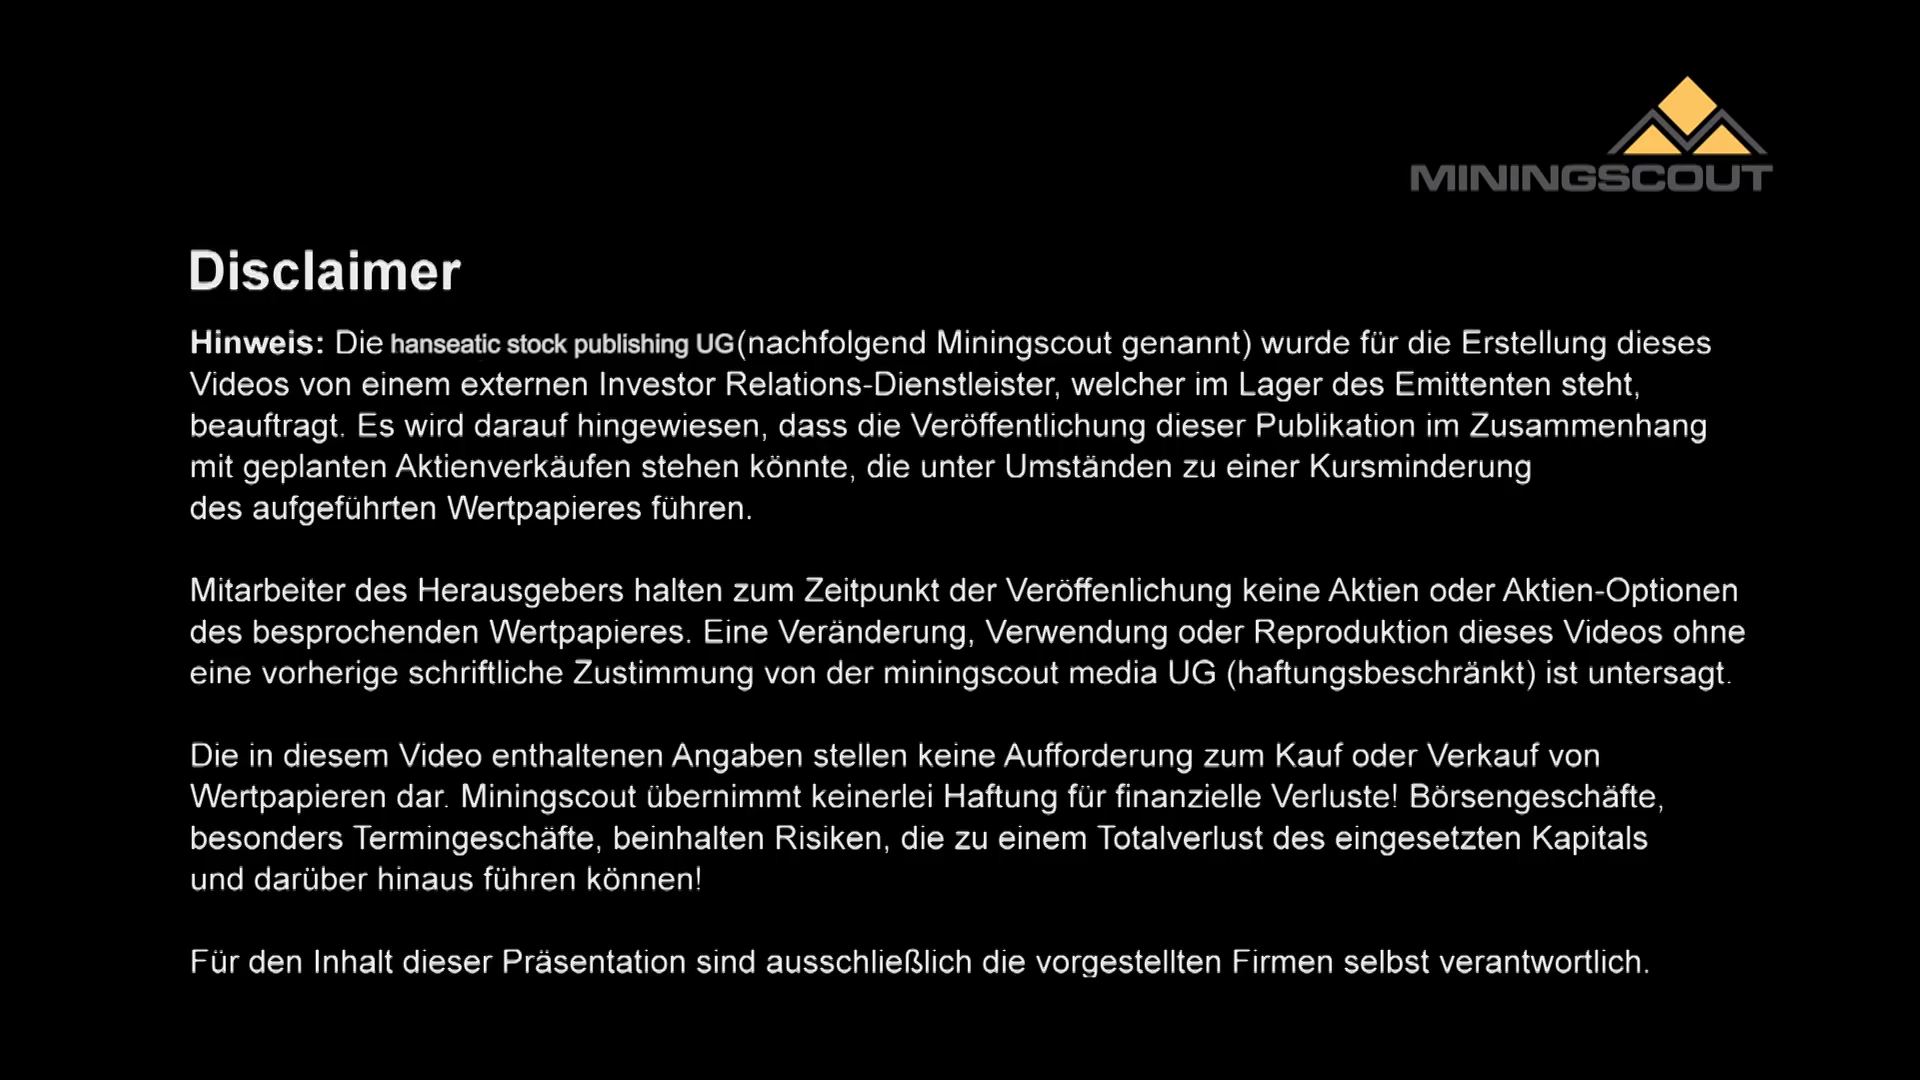 MININGSCOUT
Disclaimer
Hinweis: Die hanseatic stock publishing UG (nachfolgend Miningscout genannt) wurde für die Erstellung dieses
Videos von einem externen Investor Relations-Dienstleister, welcher im Lager des Emittenten steht,
beauftragt. Es wird darauf hingewiesen, dass die Veröffentlichung dieser Publikation im Zusammenhang
mit geplanten Aktienverkäufen stehen könnte, die unter Umständen zu einer Kursminderung
des aufgeführten Wertpapieres führen.
Mitarbeiter des Herausgebers halten zum Zeitpunkt der Veröffenlichung keine Aktien oder Aktien-Optionen
des besprochenden Wertpapieres. Eine Veränderung, Verwendung oder Reproduktion dieses Videos ohne
eine vorherige schriftliche Zustimmung von der miningscout media UG (haftungsbeschränkt) ist untersagt.
Die in diesem Video enthaltenen Angaben stellen keine Aufforderung zum Kauf oder Verkauf von
Wertpapieren dar. Miningscout übernimmt keinerlei Haftung für finanzielle Verluste! Börsengeschäfte,
besonders Termingeschäfte, beinhalten Risiken, die zu einem Totalverlust des eingesetzten Kapitals
und darüber hinaus führen können!
Für den Inhalt dieser Präsentation sind ausschließlich die vorgestellten Firmen selbst verantwortlich.